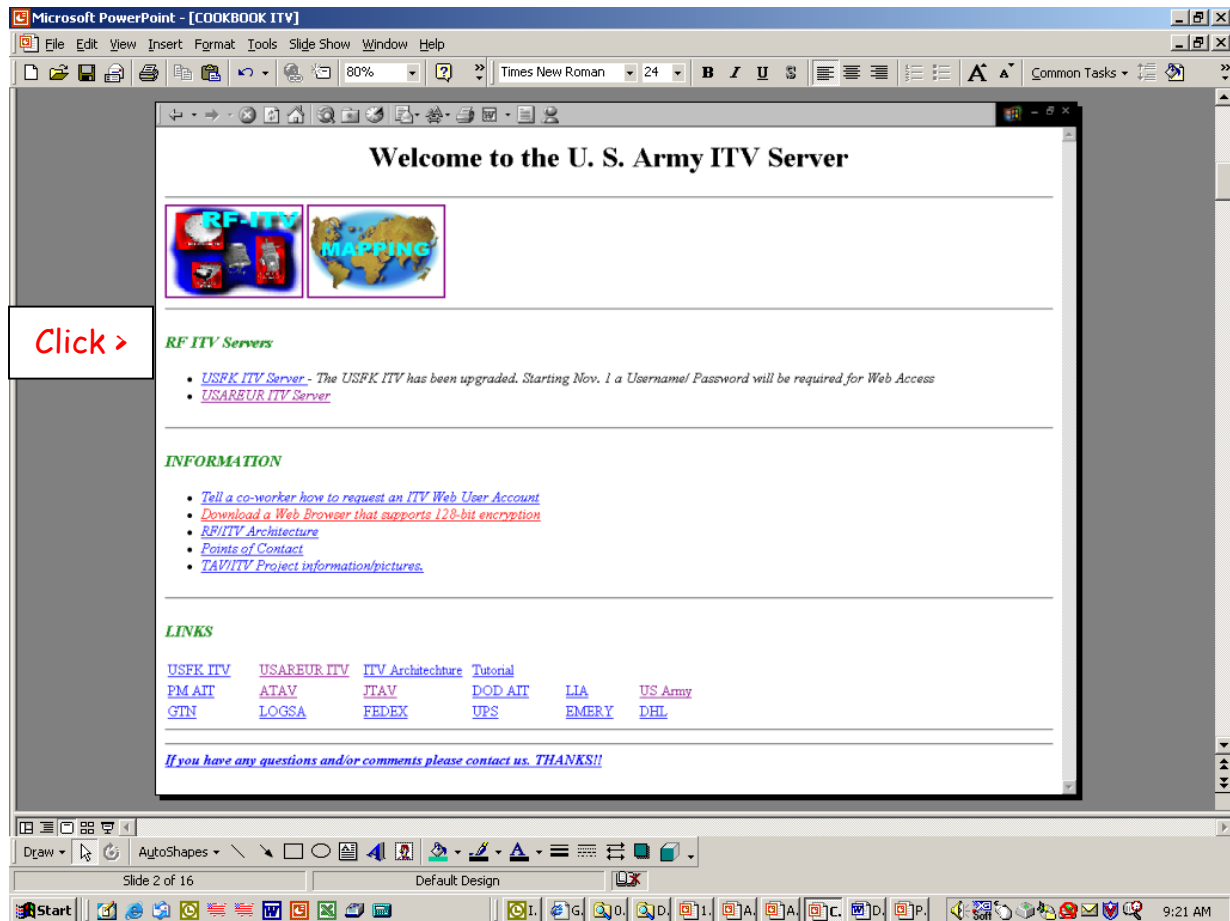 Microsoft PowerPoint - [COOKBOOK ITV]
File Edit View Insert Format Tools Slide Show Window Help
80% Times New Roman 24 B I U S A A Common Tasks
Welcome to the U. S. Army ITV Server
RF-ITV
MAPPING
Click >
RF ITV Servers
USFK ITV Server - The USFK ITV has been upgraded. Starting Nov. 1 a Username/ Password will be required for Web Access
USAREUR ITV Server
INFORMATION
Tell a co-worker how to request an ITV Web User Account
Download a Web Browser that supports 128-bit encryption
RF/ITV Architecture
Points of Contact
TAV/ITV Project information/pictures.
LINKS
USFK ITV USAREUR ITV ITV Architechture Tutorial
PM AIT ATAV JTAV DOD AIT LIA US Army
GTN LOGSA FEDEX UPS EMERY DHL
If you have any questions and/or comments please contact us. THANKS!!
Draw AutoShapes
Slide 2 of 16 Default Design
Start I. G. 0. D. 1. A. A. C. D. P. 9:21 AM